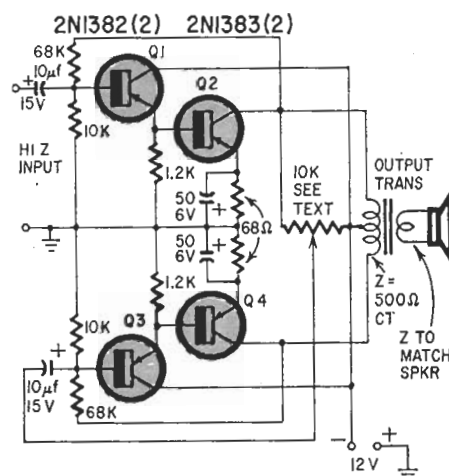 2N1382(2) 2N1383(2)
68K
Q1
10µf
+
15V
Q2
10K
HI Z
INPUT
1.2K
10K
SEE
TEXT
OUTPUT
TRANS
50
6V
+
68Ω
50
6V
+
1.2K
Z=
500Ω
CT
Q4
10K
Q3
Z TO
MATCH
SPKR
+
10µf
15V
68K
- +
12V